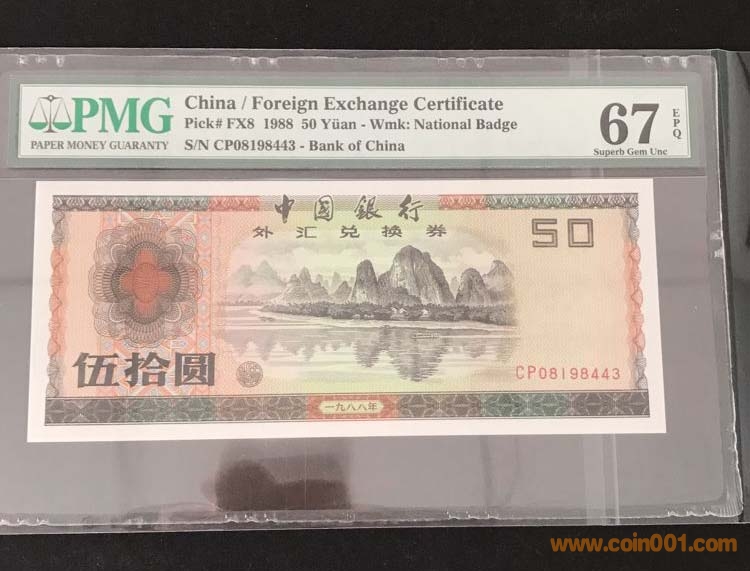 PMG
PAPER MONEY GUARANTY
China / Foreign Exchange Certificate
Pick# FX8 1988 50 Yüan - Wmk: National Badge
S/N CP08198443 - Bank of China
67
EPQ
Superb Gem Unc
中國銀行
外汇兑换券
50
伍拾圆
CP08198443
一九八八年
www.coin001.com